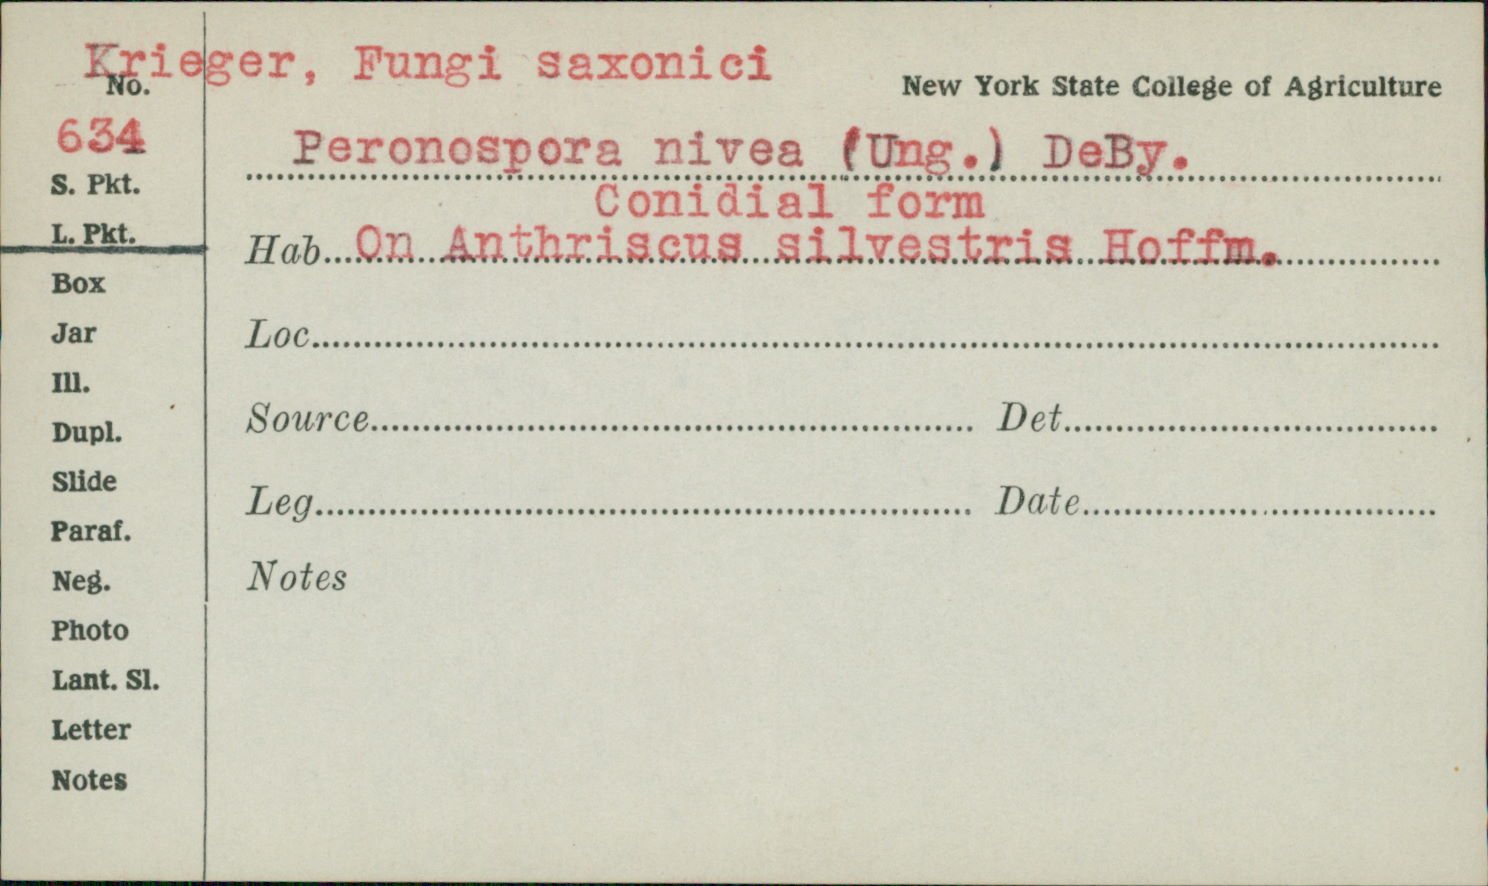 Krieger, Fungi saxonici
No.
New York State College of Agriculture
634
Peronospora nivea (Ung.) DeBy.
S. Pkt.
Conidial form
L. Pkt.
Hab. On Anthriscus silvestris Hoffm.
Box
Jar
Loc.
Ill.
Dupl.
Source
Det.
Slide
Leg.
Date
Paraf.
Neg.
Notes
Photo
Lant. Sl.
Letter
Notes